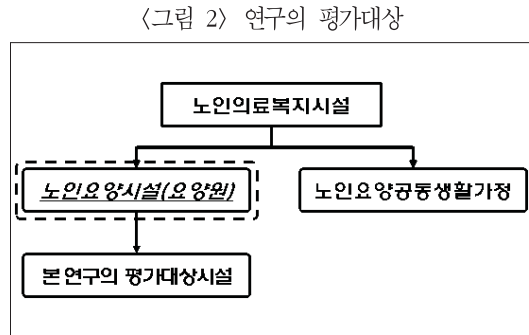 〈그림 2〉 연구의 평가대상
노인의료복지시설
노인요양시설(요양원)
노인요양공동생활가정
본 연구의 평가대상시설